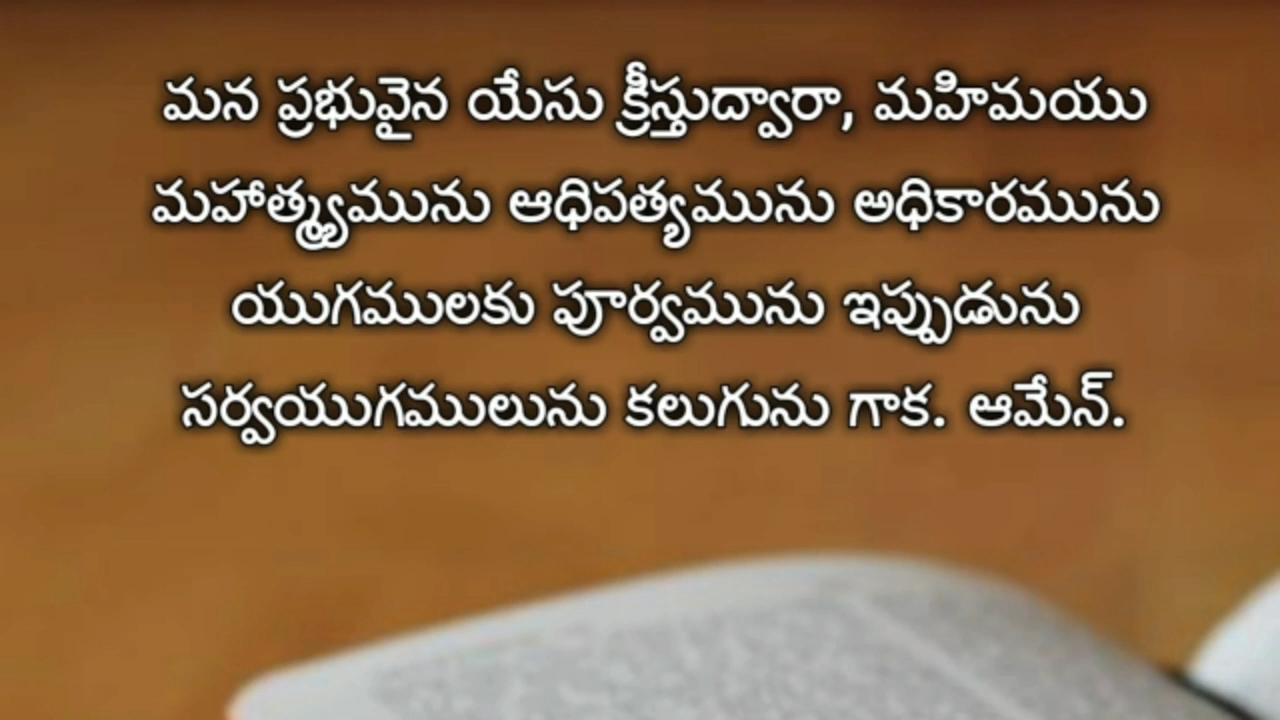 మన ప్రభువైన యేసు క్రీస్తుద్వారా, మహిమయు
మహాత్మ్యమును ఆధిపత్యమును అధికారమును
యుగములకు పూర్వమును ఇప్పుడును
సర్వయుగములును కలుగును గాక. ఆమేన్.